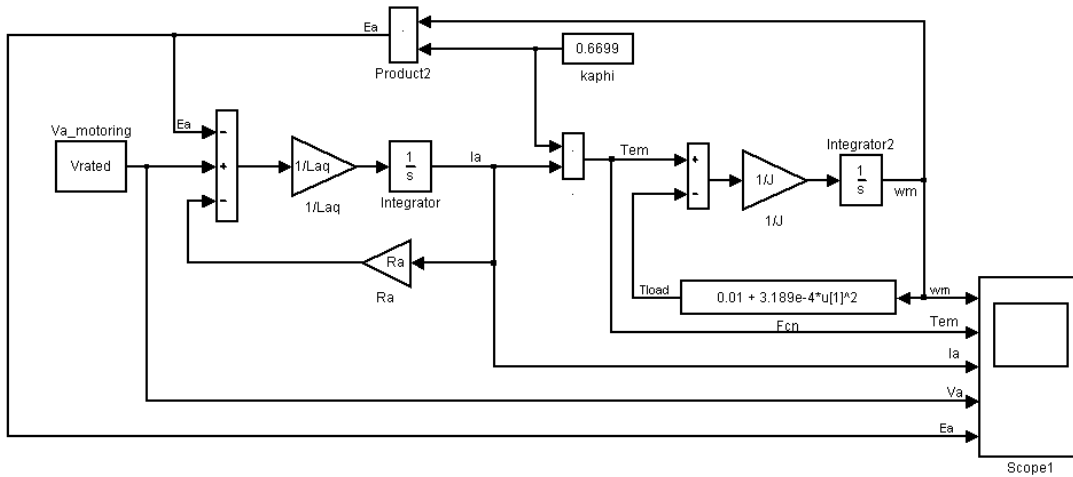 Ea
.
Product2
0.6699
kaphi
Va_motoring
Vrated
Ea
-
+
-
1/Laq
1/Laq
1
s
Integrator
Ia
.
.
Tem
+
-
1/J
1/J
Integrator2
1
s
wm
Ra
Ra
Tload
0.01 + 3.189e-4*u[1]^2
Fcn
wm
Tem
Ia
Va
Ea
Scope1